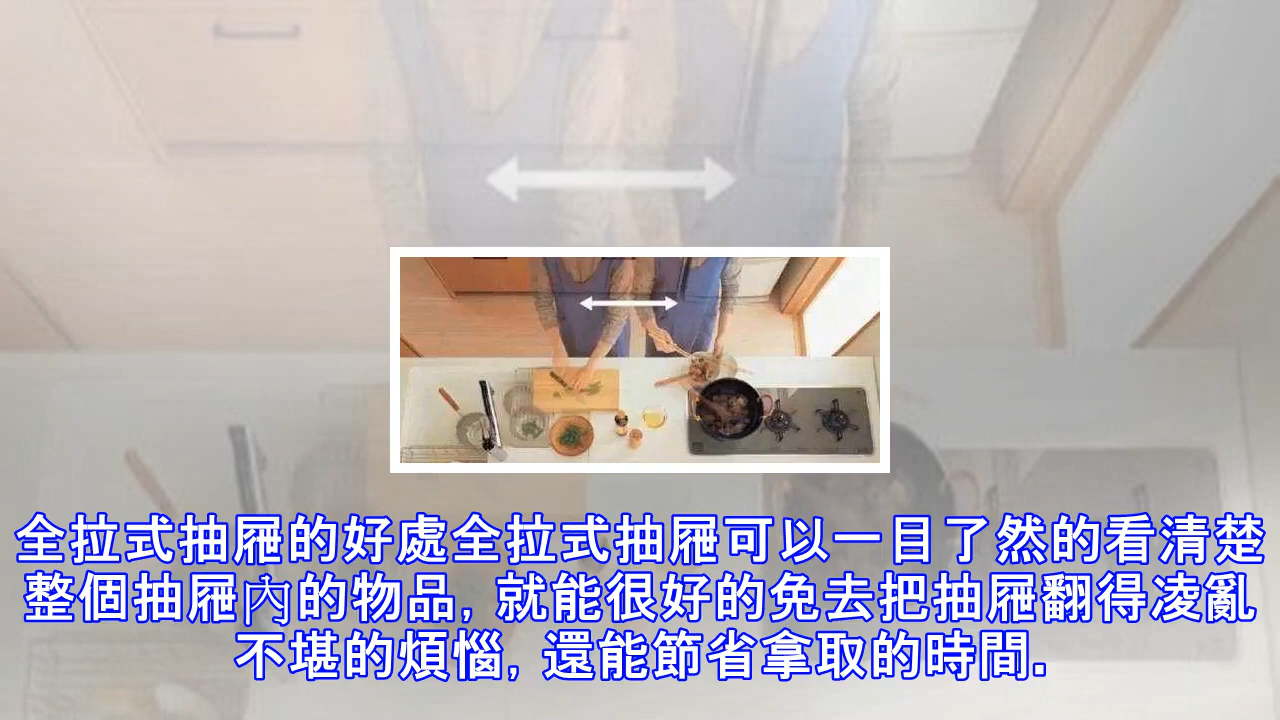 全拉式抽屜的好處全拉式抽屜可以一目了然的看清楚
整個抽屜內的物品, 就能很好的免去把抽屜翻得凌亂
不堪的煩惱, 還能節省拿取的時間.